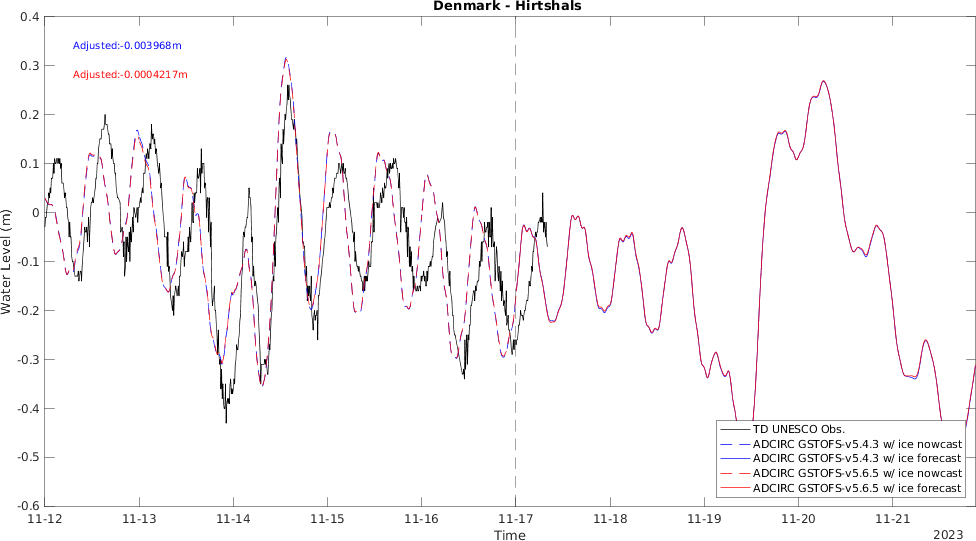 Denmark - Hirtshals
Adjusted:-0.003968m
Adjusted:-0.0004217m
0.4
0.3
0.2
0.1
0
-0.1
-0.2
-0.3
-0.4
-0.5
-0.6
Water Level (m)
TD UNESCO Obs.
ADCIRC GSTOFS-v5.4.3 w/ ice nowcast
ADCIRC GSTOFS-v5.4.3 w/ ice forecast
ADCIRC GSTOFS-v5.6.5 w/ ice nowcast
ADCIRC GSTOFS-v5.6.5 w/ ice forecast
11-12 11-13 11-14 11-15 11-16 11-17 11-18 11-19 11-20 11-21
Time
2023